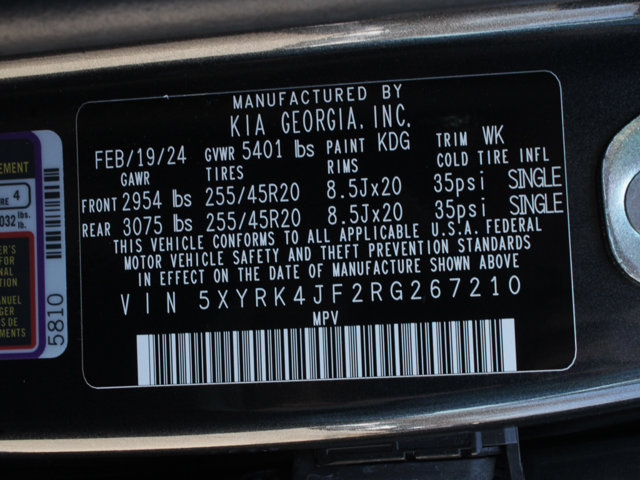 MANUFACTURED BY
KIA GEORGIA, INC.
FEB/19/24 GVWR 5401 lbs PAINT KDG TRIM WK
GAWR TIRES RIMS COLD TIRE INFL
FRONT 2954 lbs 255/45R20 8.5Jx20 35psi SINGLE
REAR 3075 lbs 255/45R20 8.5Jx20 35psi SINGLE
THIS VEHICLE CONFORMS TO ALL APPLICABLE U.S.A. FEDERAL
MOTOR VEHICLE SAFETY AND THEFT PREVENTION STANDARDS
IN EFFECT ON THE DATE OF MANUFACTURE SHOWN ABOVE
VIN 5XYRK4JF2RG267210
MPV
4
lbs.
5810